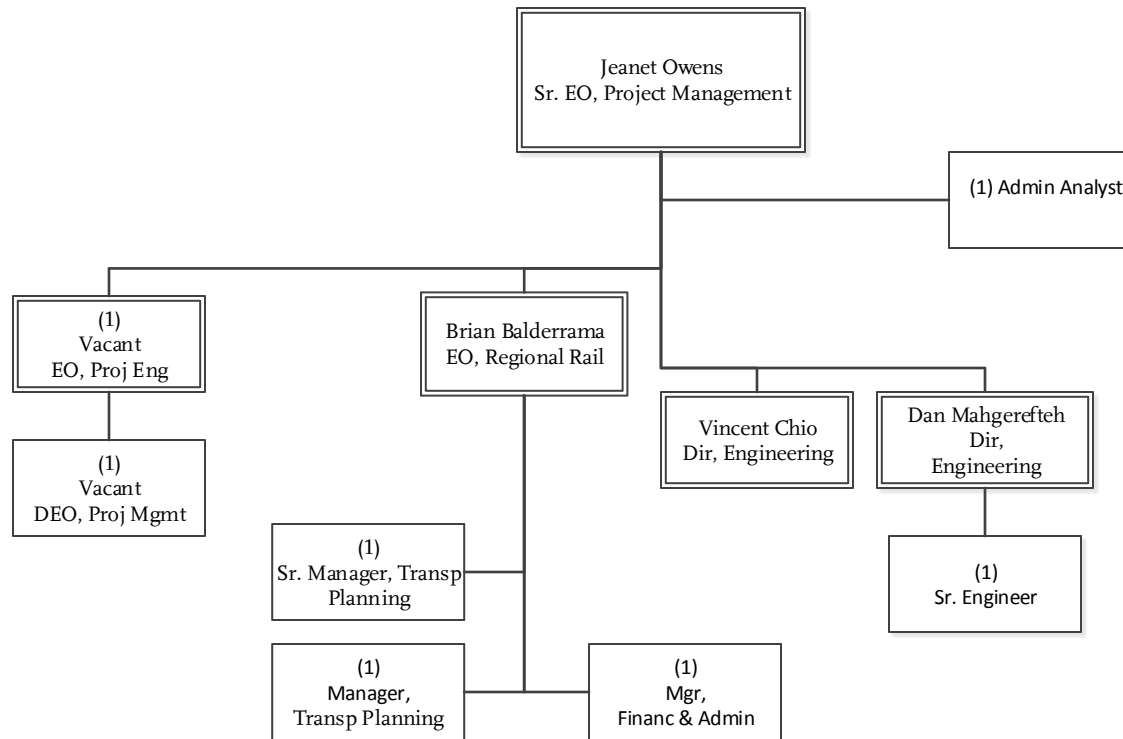 Jeanet Owens
Sr. EO, Project Management
(1) Admin Analyst
(1)
Vacant
EO, Proj Eng
Brian Balderrama
EO, Regional Rail
Vincent Chio
Dir, Engineering
Dan Mahgerefteh
Dir,
Engineering
(1)
Vacant
DEO, Proj Mgmt
(1)
Sr. Manager, Transp
Planning
(1)
Sr. Engineer
(1)
Manager,
Transp Planning
(1)
Mgr,
Financ & Admin